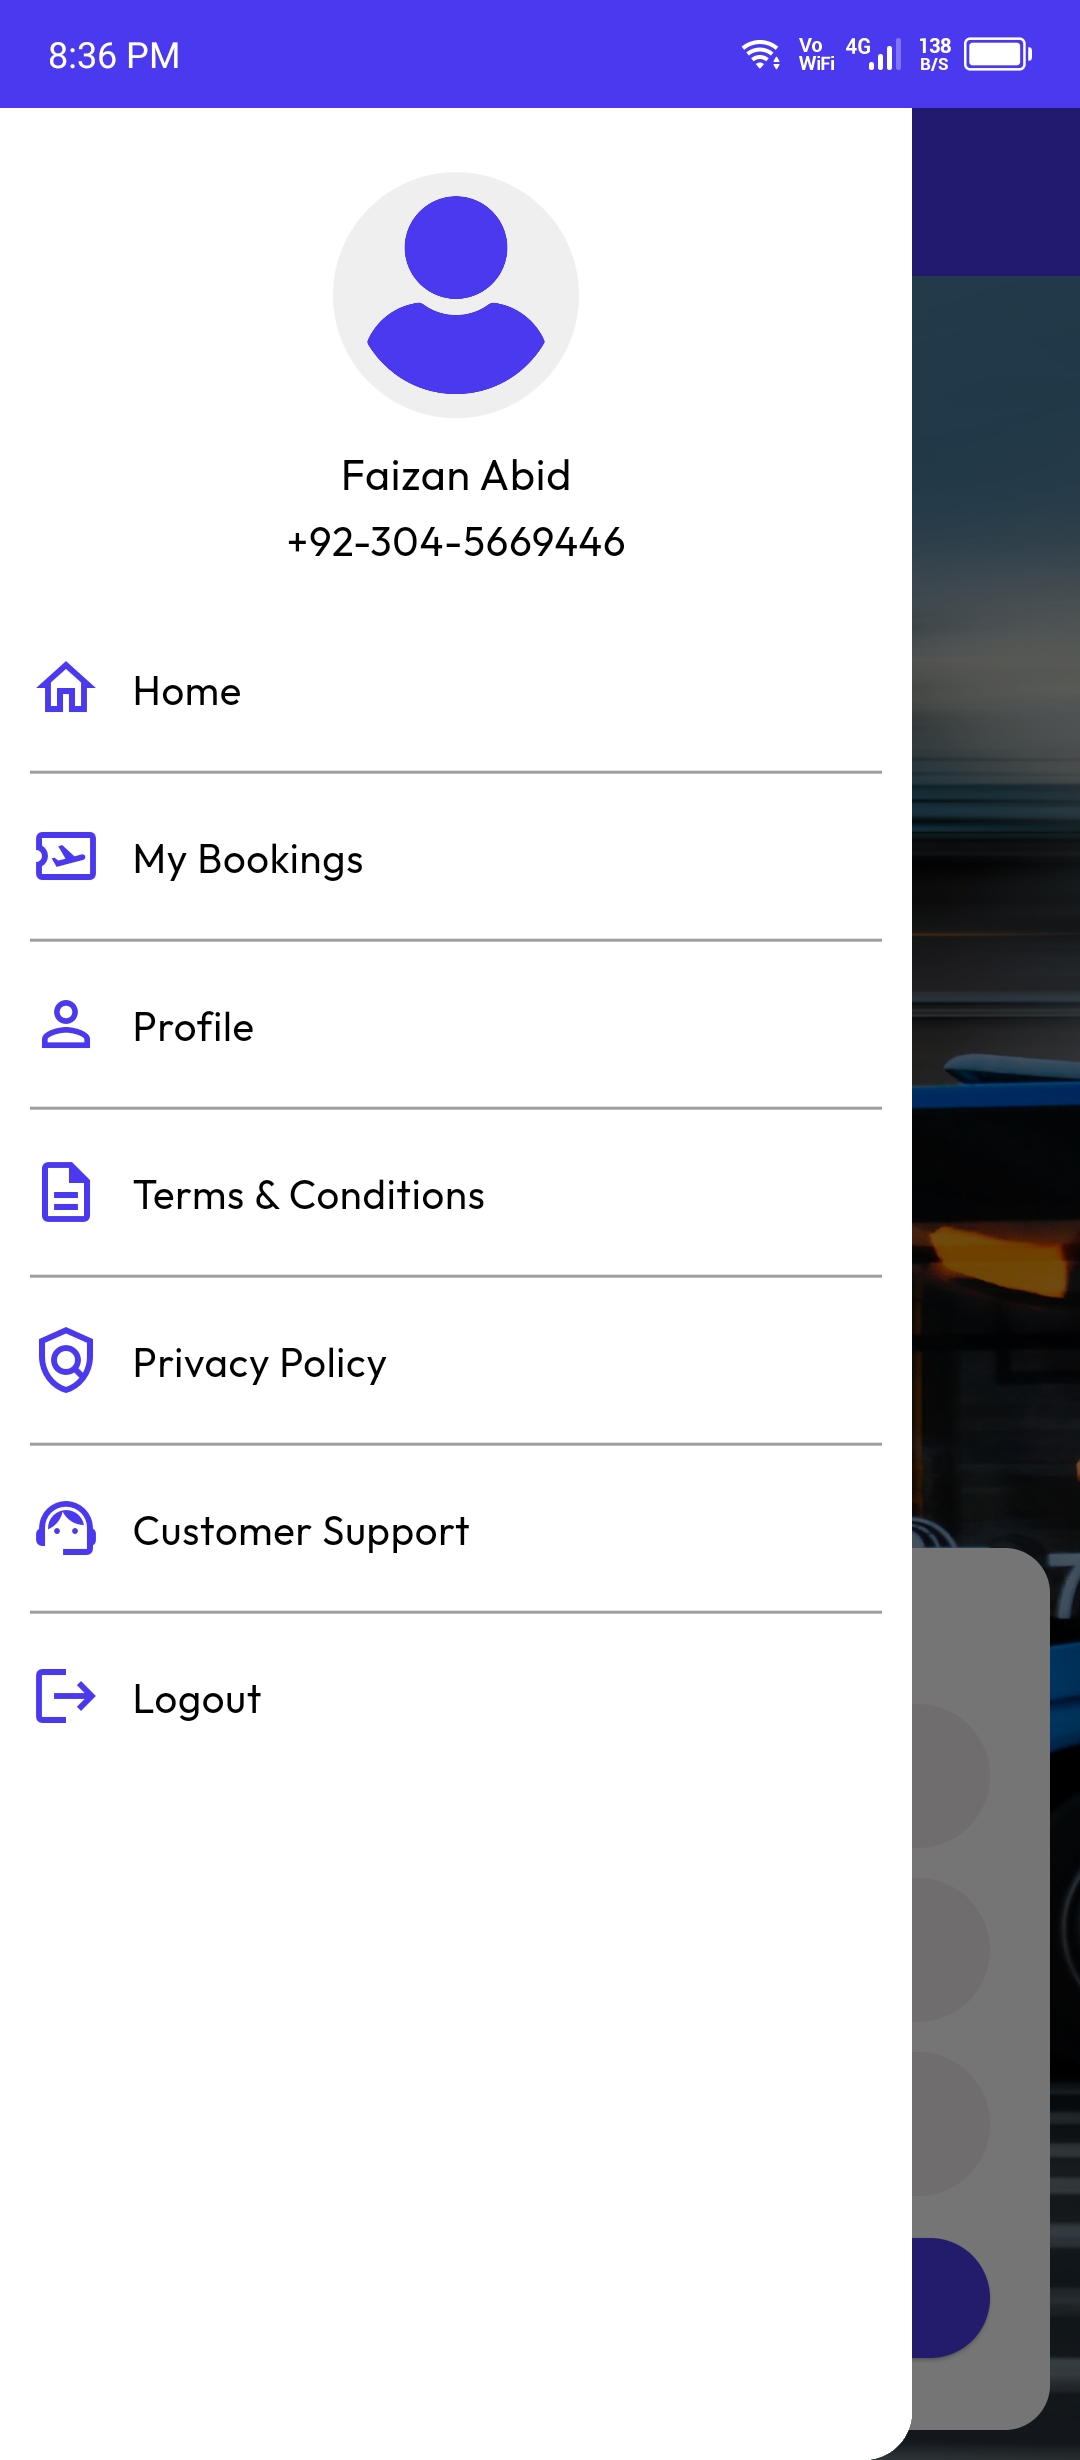 8:36 PM
Vo WiFi 4G 138 B/S
Faizan Abid
+92-304-5669446
Home
My Bookings
Profile
Terms & Conditions
Privacy Policy
Customer Support
Logout
7